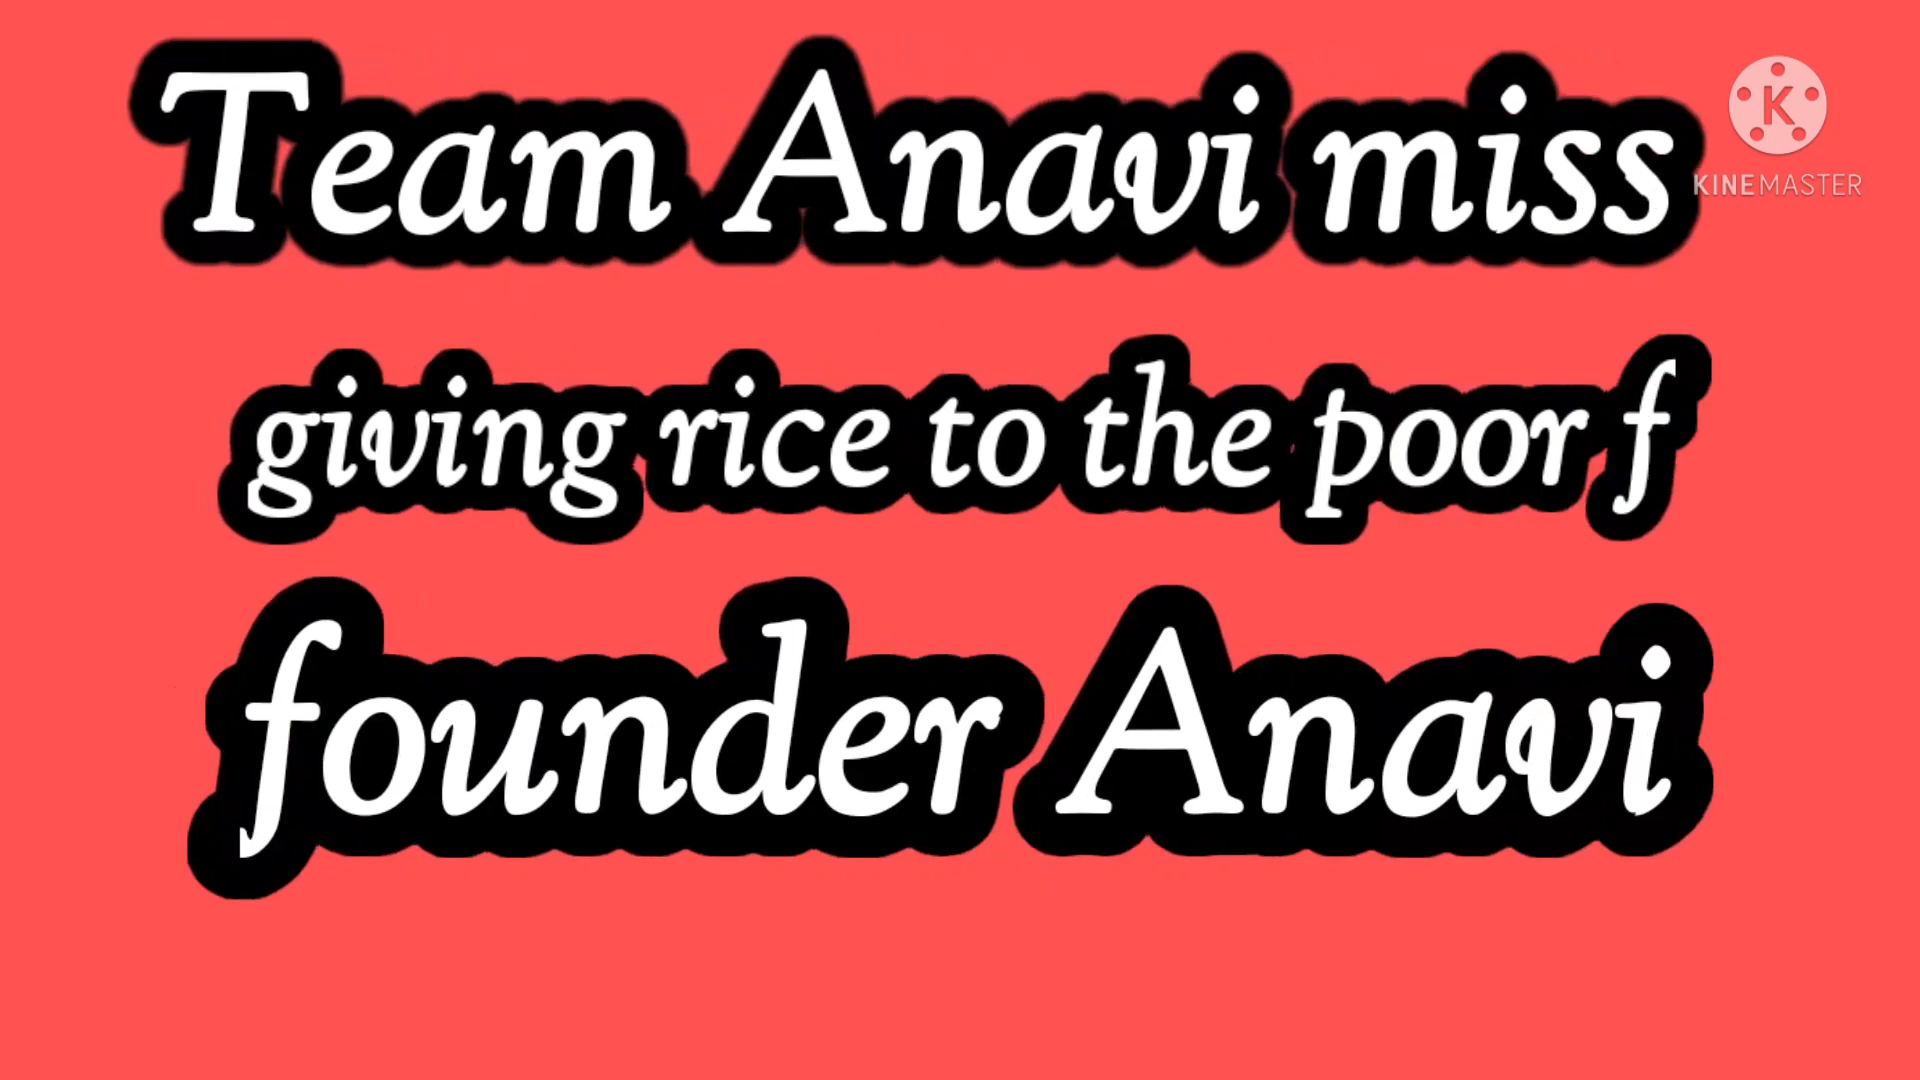 Team Anavi miss
K
KINEMASTER
giving rice to the poor f
founder Anavi